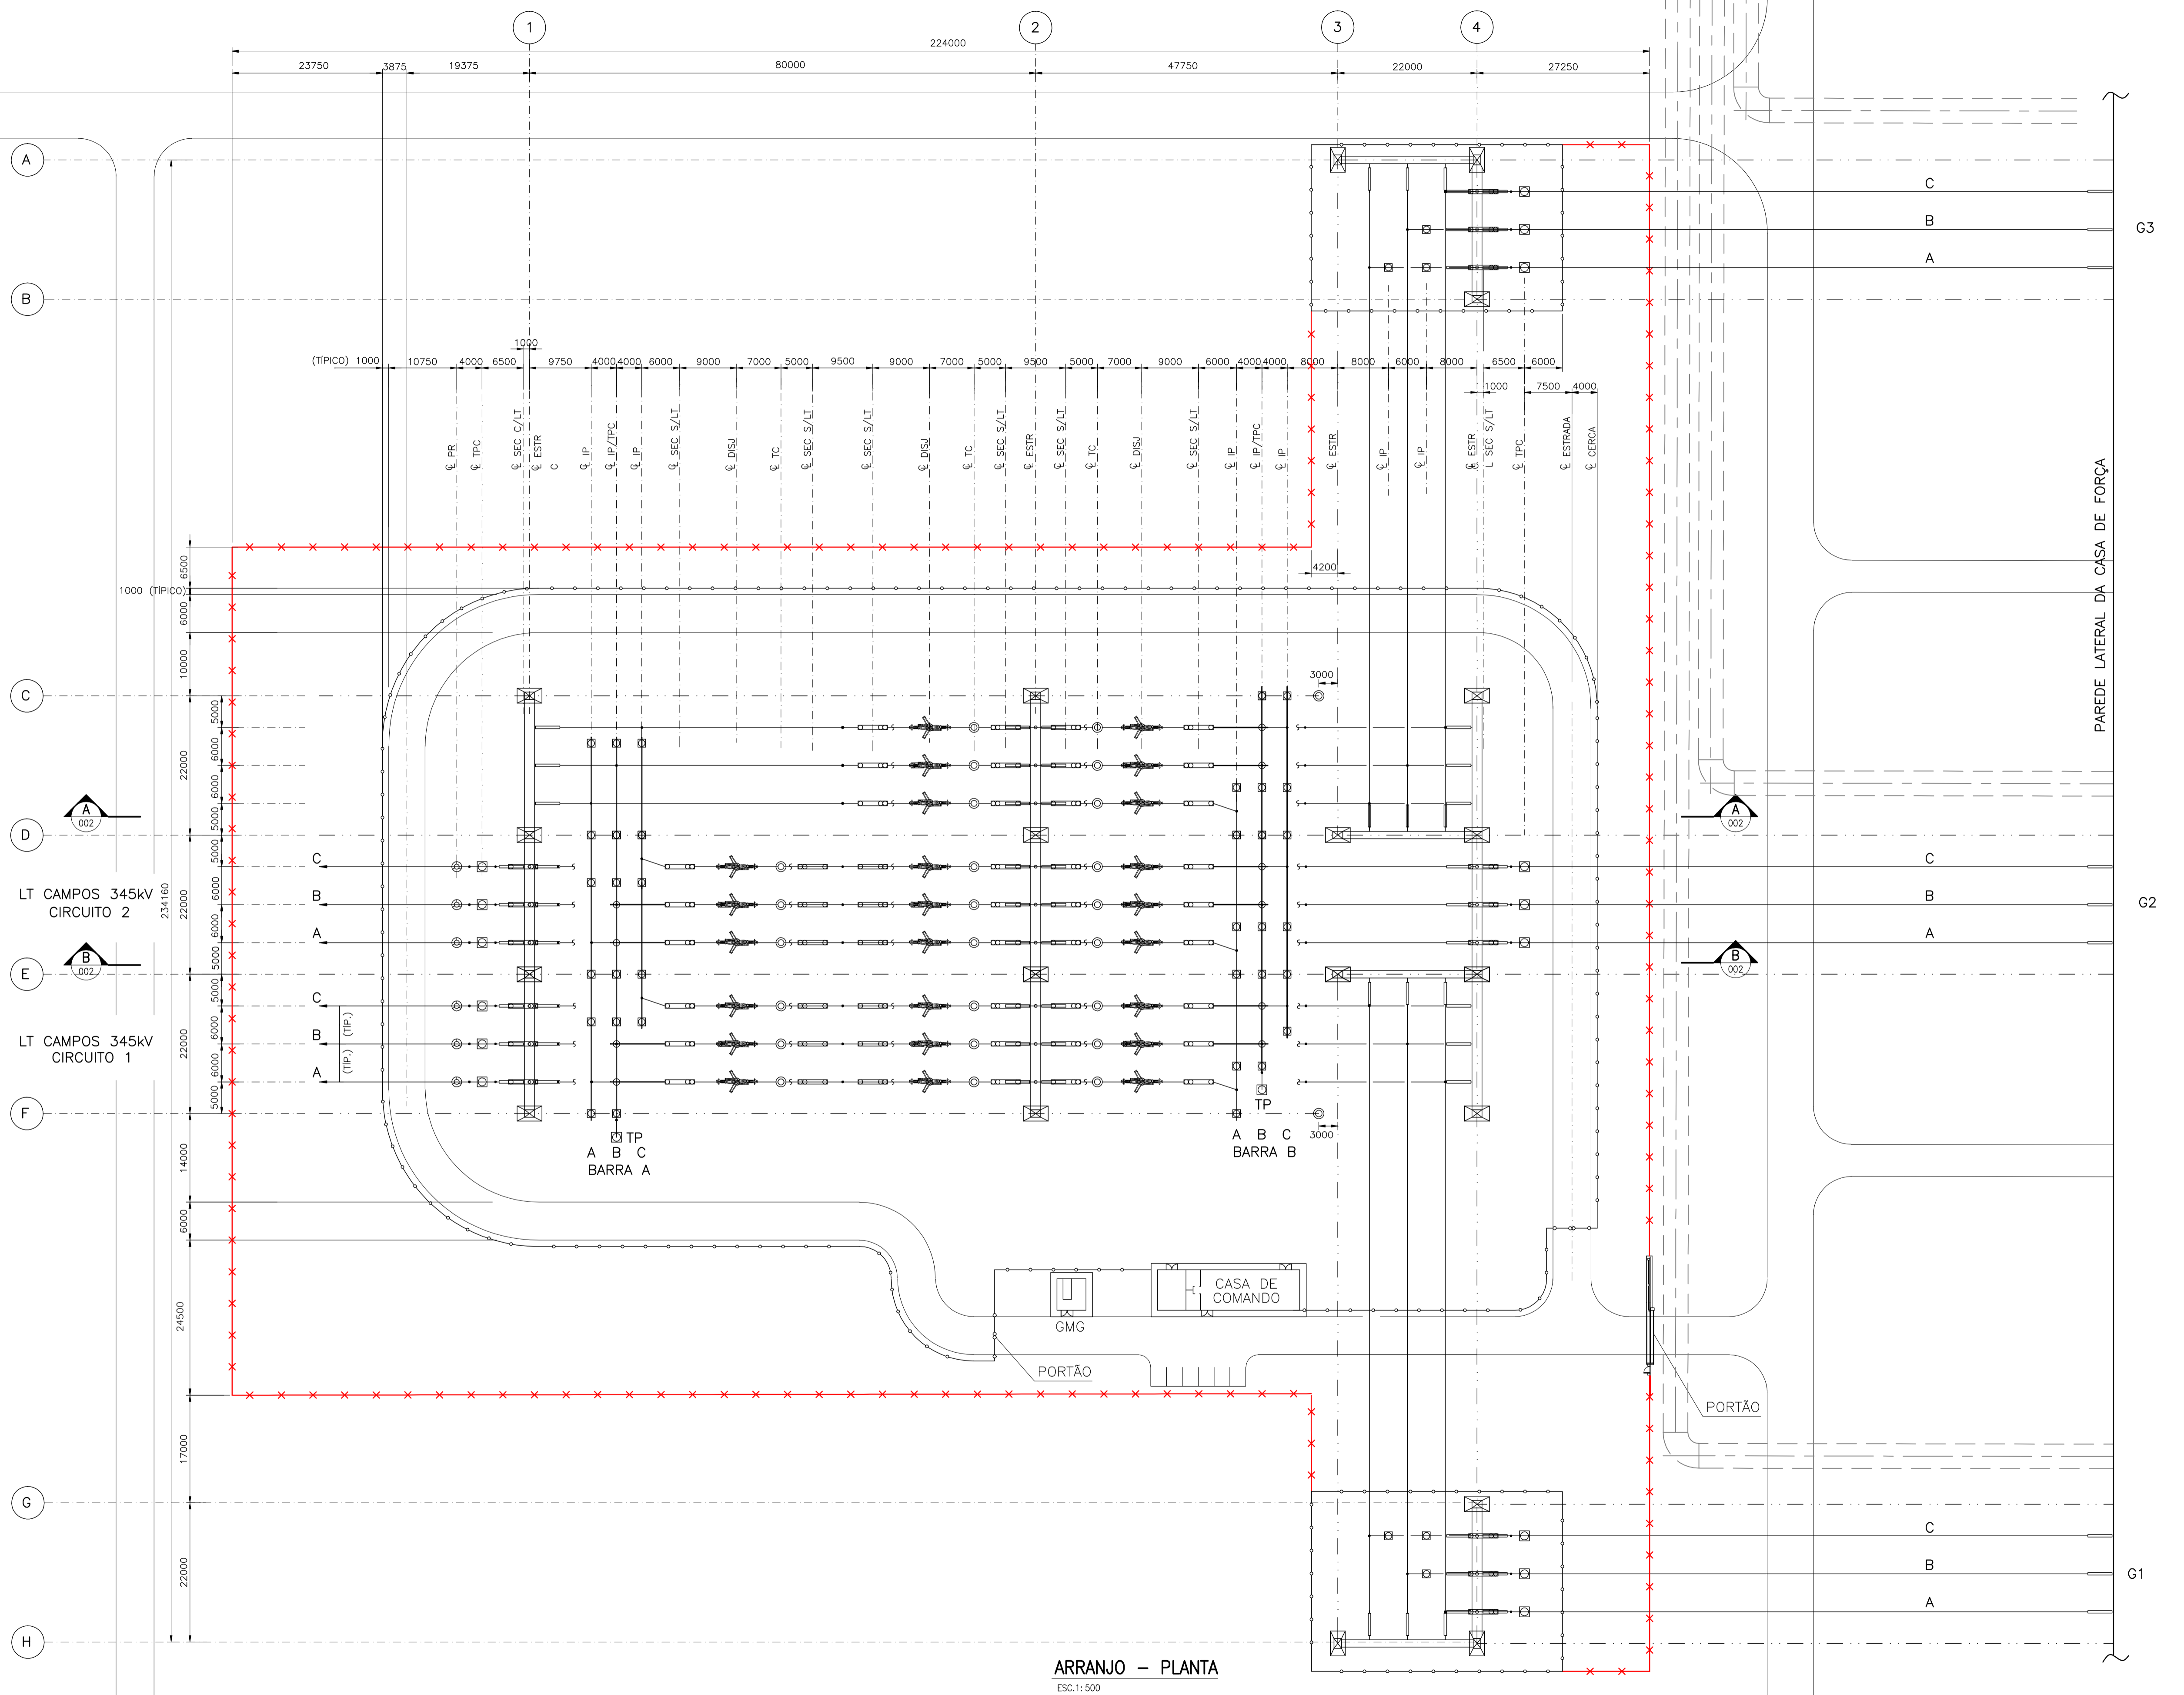 1
2
3
4
224000
23750
3875
19375
80000
47750
22000
27250
A
C
B
G3
A
B
1000
(TÍPICO) 1000
10750
4000
6500
9750
4000
4000
6000
9000
7000
5000
9500
9000
7000
5000
9500
5000
7000
9000
6000
4000
4000
8000
8000
6000
8000
6500
6000
1000
7500
4000
℄ PR
℄ TPC
℄ SEC C/LT
℄ ESTR
C
℄ IP
℄ IP/TPC
℄ IP
℄ SEC S/LT
℄ DISJ
℄ TC
℄ SEC S/LT
℄ SEC S/LT
℄ DISJ
℄ TC
℄ SEC S/LT
℄ ESTR
℄ SEC S/LT
℄ TC
℄ DISJ
℄ SEC S/LT
℄ IP
℄ IP/TPC
℄ IP
℄ ESTR
℄ IP
℄ IP
℄ ESTR
L SEC S/LT
℄ TPC
℄ ESTRADA
℄ CERCA
PAREDE LATERAL DA CASA DE FORÇA
6500
4200
1000 (TÍPICO)
6000
10000
C
3000
5000
6000
22000
6000
5000
A
002
A
002
D
5000
C
C
LT CAMPOS 345kV
CIRCUITO 2
234160
22000
6000
B
B
G2
6000
A
A
B
002
5000
B
002
E
5000
C
LT CAMPOS 345kV
CIRCUITO 1
22000
6000
(TÍP.)
B
6000
(TÍP.)
A
5000
F
TP
TP
3000
A B C
BARRA A
A B C
BARRA B
14000
6000
24500
CASA DE
COMANDO
GMG
PORTÃO
PORTÃO
17000
G
C
22000
B
G1
A
H
ARRANJO – PLANTA
ESC.1: 500